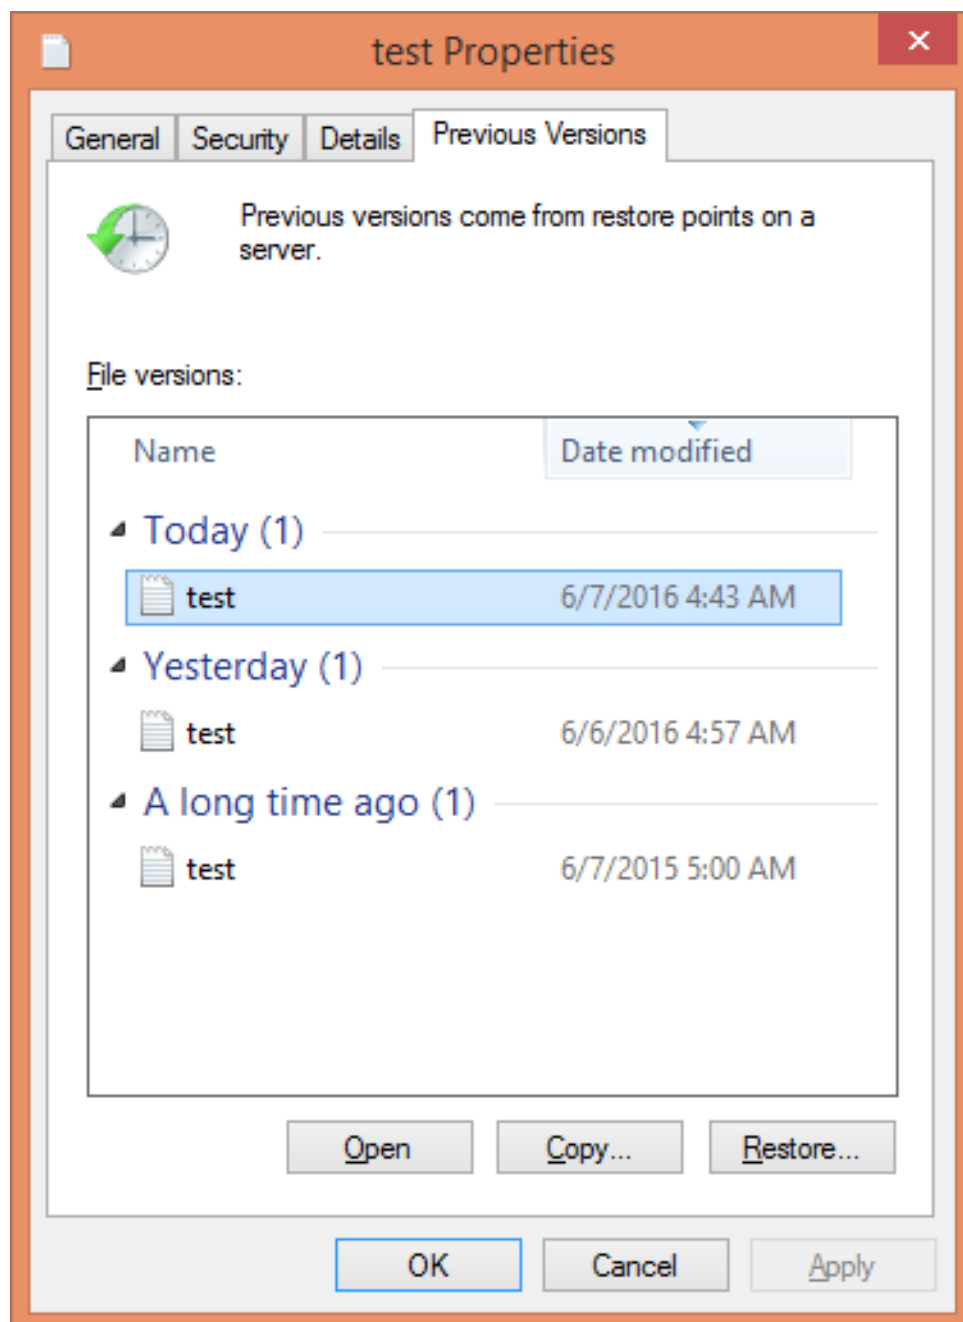 test Properties
General Security Details Previous Versions
Previous versions come from restore points on a
server.
File versions:
Name Date modified
Today (1)
test 6/7/2016 4:43 AM
Yesterday (1)
test 6/6/2016 4:57 AM
A long time ago (1)
test 6/7/2015 5:00 AM
Open Copy... Restore...
OK Cancel Apply